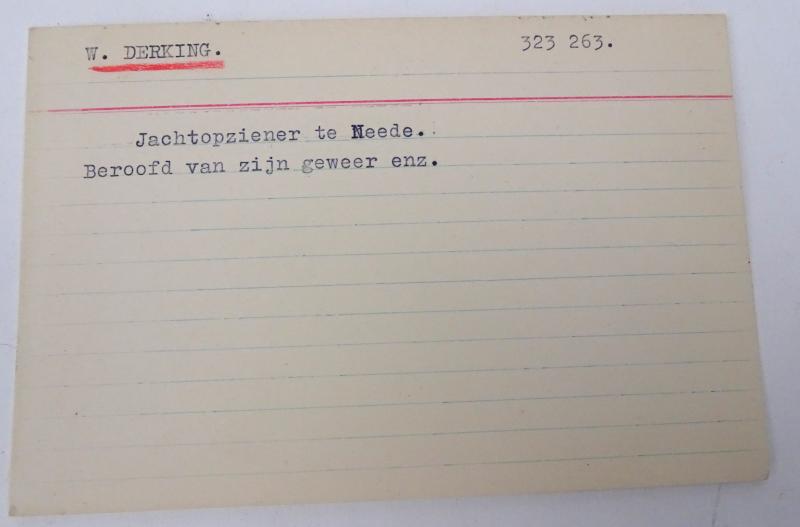 W. DERKING. 323 263.
Jachtopziener te Neede.
Beroofd van zijn geweer enz.